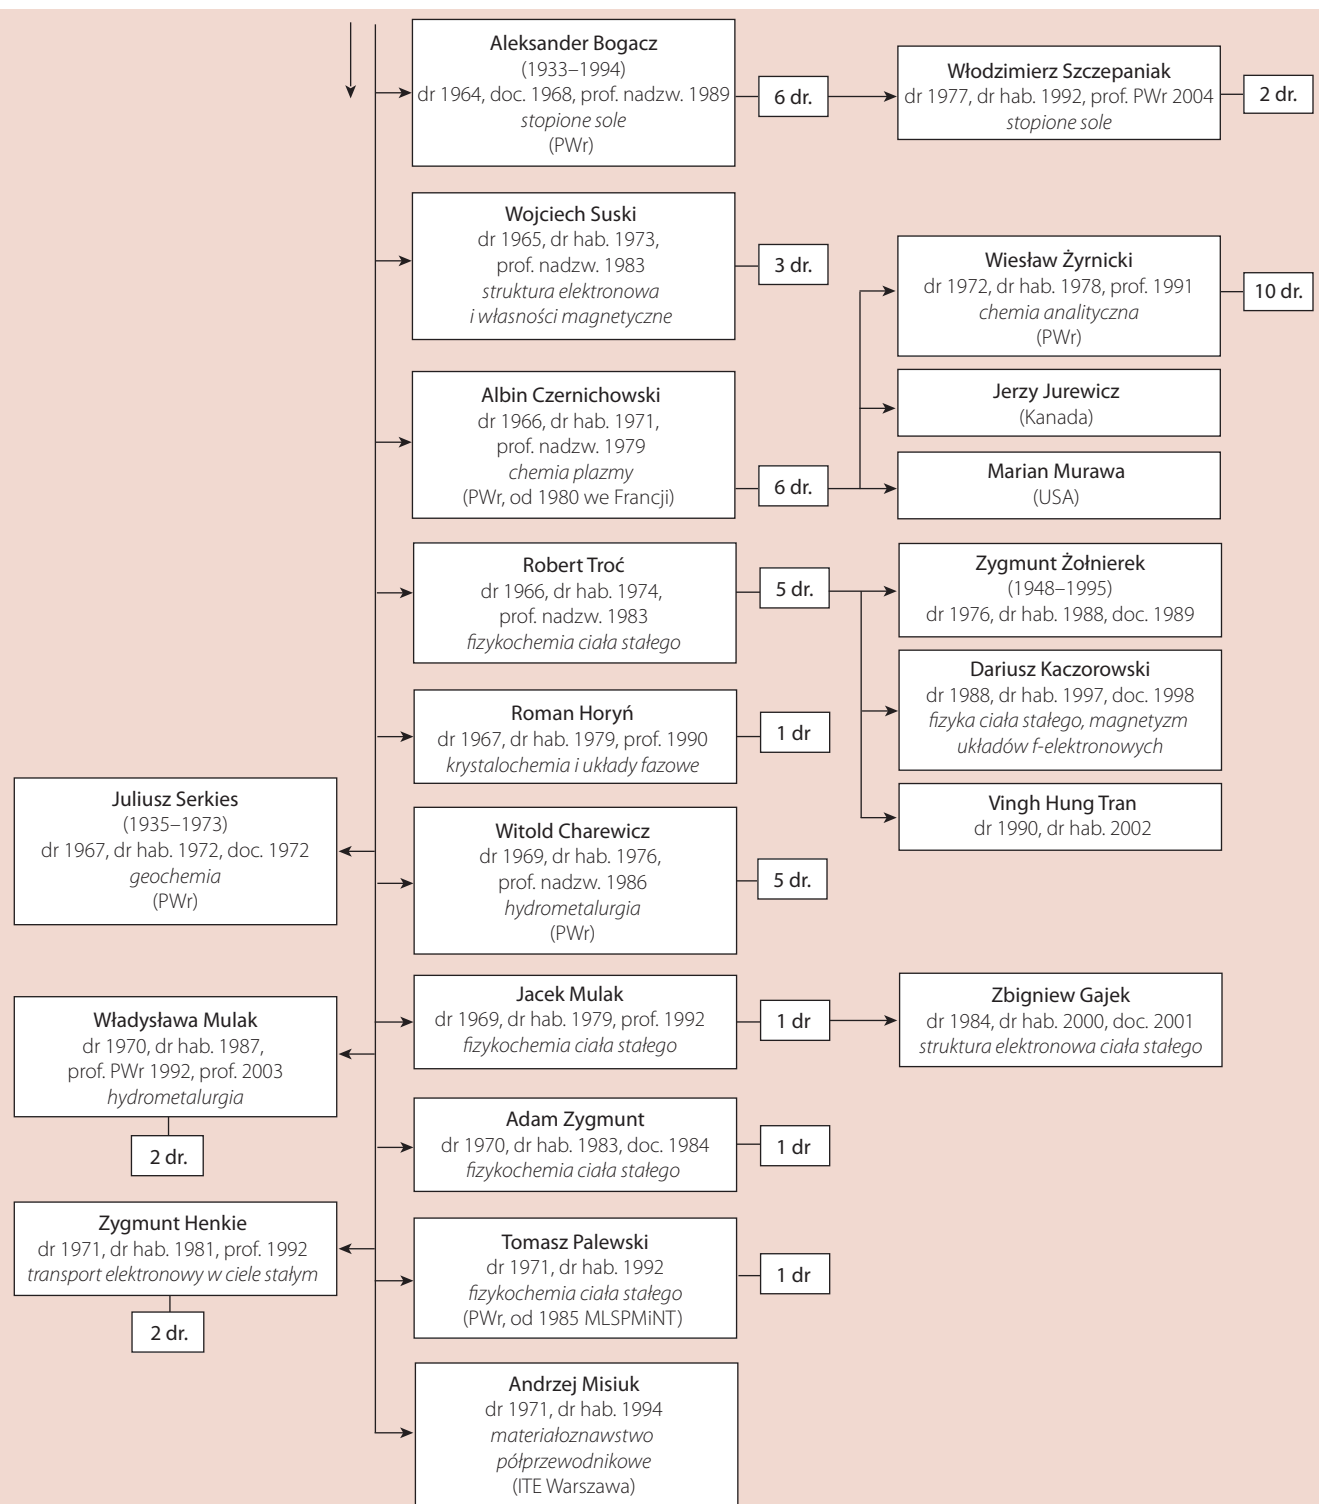 Aleksander Bogacz
(1933–1994)
dr 1964, doc. 1968, prof. nadzw. 1989
stopione sole
(PWr)
6 dr.
Włodzimierz Szczepaniak
dr 1977, dr hab. 1992, prof. PWr 2004
stopione sole
2 dr.
Wojciech Suski
dr 1965, dr hab. 1973,
prof. nadzw. 1983
struktura elektronowa
i własności magnetyczne
3 dr.
Albin Czernichowski
dr 1966, dr hab. 1971,
prof. nadzw. 1979
chemia plazmy
(PWr, od 1980 we Francji)
6 dr.
Wiesław Żyrnicki
dr 1972, dr hab. 1978, prof. 1991
chemia analityczna
(PWr)
10 dr.
Jerzy Jurewicz
(Kanada)
Marian Murawa
(USA)
Robert Troć
dr 1966, dr hab. 1974,
prof. nadzw. 1983
fizykochemia ciała stałego
5 dr.
Zygmunt Żołnierek
(1948–1995)
dr 1976, dr hab. 1988, doc. 1989
Dariusz Kaczorowski
dr 1988, dr hab. 1997, doc. 1998
fizyka ciała stałego, magnetyzm
układów f-elektronowych
Vingh Hung Tran
dr 1990, dr hab. 2002
Roman Horyń
dr 1967, dr hab. 1979, prof. 1990
krystalochemia i układy fazowe
1 dr
Juliusz Serkies
(1935–1973)
dr 1967, dr hab. 1972, doc. 1972
geochemia
(PWr)
Witold Charewicz
dr 1969, dr hab. 1976,
prof. nadzw. 1986
hydrometalurgia
(PWr)
5 dr.
Jacek Mulak
dr 1969, dr hab. 1979, prof. 1992
fizykochemia ciała stałego
1 dr
Zbigniew Gajek
dr 1984, dr hab. 2000, doc. 2001
struktura elektronowa ciała stałego
Władysława Mulak
dr 1970, dr hab. 1987,
prof. PWr 1992, prof. 2003
hydrometalurgia
2 dr.
Adam Zygmunt
dr 1970, dr hab. 1983, doc. 1984
fizykochemia ciała stałego
1 dr
Zygmunt Henkie
dr 1971, dr hab. 1981, prof. 1992
transport elektronowy w ciele stałym
2 dr.
Tomasz Palewski
dr 1971, dr hab. 1992
fizykochemia ciała stałego
(PWr, od 1985 MLSPMiNT)
1 dr
Andrzej Misiuk
dr 1971, dr hab. 1994
materiałoznawstwo
półprzewodnikowe
(ITE Warszawa)